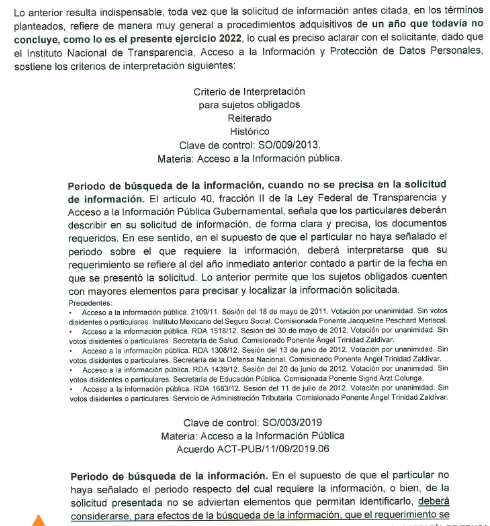 Lo anterior resulta indispensable, toda vez que la solicitud de información antes citada, en los términos
planteados, refiere de manera muy general a procedimientos adquisitivos de un año que todavía no
concluye, como lo es el presente ejercicio 2022, lo cual es preciso aclarar con el solicitante, dado que
el Instituto Nacional de Transparencia, Acceso a la Información y Protección de Datos Personales,
sostiene los criterios de interpretación siguientes:
Criterio de Interpretación
para sujetos obligados
Reiterado
Histórico
Clave de control: SO/009/2013.
Materia: Acceso a la Información pública.
Periodo de búsqueda de la información, cuando no se precisa en la solicitud
de información. El artículo 40, fracción II de la Ley Federal de Transparencia y
Acceso a la Información Pública Gubernamental, señala que los particulares deberán
describir en su solicitud de información, de forma clara y precisa, los documentos
requeridos. En ese sentido, en el supuesto de que el particular no haya señalado el
periodo sobre el que requiere la información, deberá interpretarse que su
requerimiento se refiere al del año inmediato anterior contado a partir de la fecha en
que se presentó la solicitud. Lo anterior permite que los sujetos obligados cuenten
con mayores elementos para precisar y localizar la información solicitada.
Precedentes:
• Acceso a la información pública. 2109/11. Sesión del 18 de mayo de 2011. Votación por unanimidad. Sin votos
disidentes o particulares. Instituto Mexicano del Seguro Social. Comisionada Ponente Jacqueline Peschard Mariscal.
• Acceso a la información pública. RDA 1518/12. Sesión del 30 de mayo de 2012. Votación por unanimidad. Sin
votos disidentes o particulares. Secretaría de Salud. Comisionado Ponente Ángel Trinidad Zaldívar.
• Acceso a la información pública. RDA 1308/12. Sesión del 13 de junio de 2012. Votación por unanimidad. Sin
votos disidentes o particulares. Secretaría de la Defensa Nacional. Comisionado Ponente Ángel Trinidad Zaldívar.
• Acceso a la información pública. RDA 1439/12. Sesión del 20 de junio de 2012. Votación por unanimidad. Sin
votos disidentes o particulares. Secretaría de Educación Pública. Comisionada Ponente Sigrid Arzt Colunga.
• Acceso a la información pública. RDA 1683/12. Sesión del 11 de julio de 2012. Votación por unanimidad. Sin
votos disidentes o particulares. Servicio de Administración Tributaria. Comisionado Ponente Ángel Trinidad Zaldívar.
Clave de control: SO/003/2019
Materia: Acceso a la Información Pública
Acuerdo ACT-PUB/11/09/2019.06
Periodo de búsqueda de la información. En el supuesto de que el particular no
haya señalado el periodo respecto del cual requiere la información, o bien, de la
solicitud presentada no se adviertan elementos que permitan identificarlo, deberá
considerarse, para efectos de la búsqueda de la información, que el requerimiento se